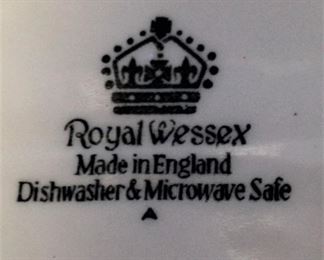 Royal Wessex
Made in England
Dishwasher & Microwave Safe